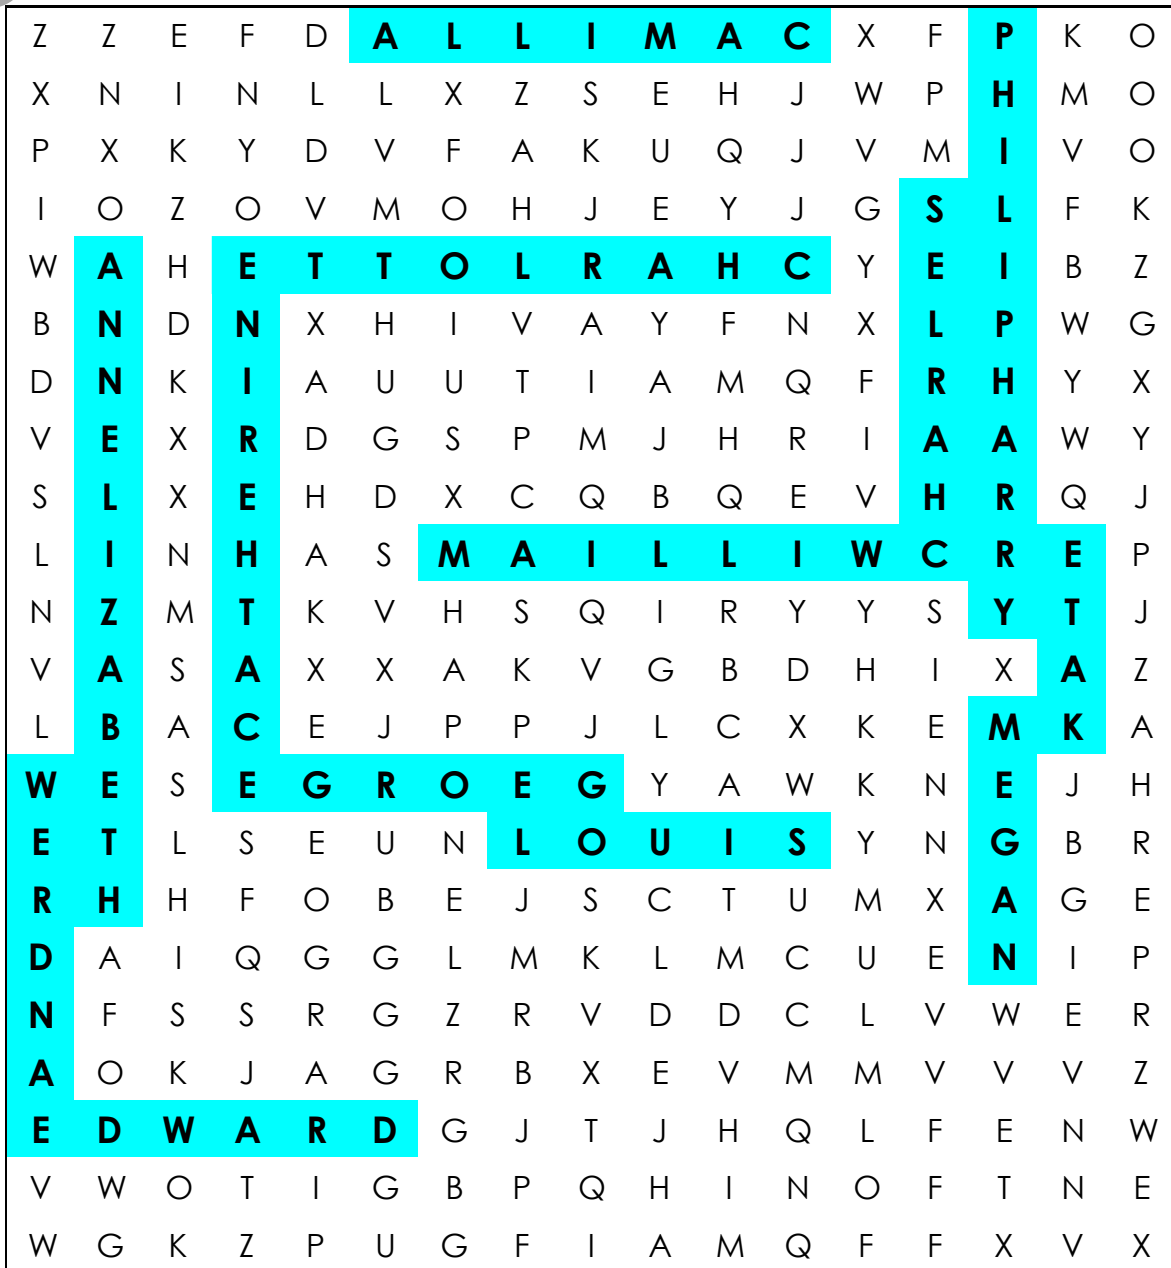 Z Z E F D A L L I M A C X F P K O
X N I N L L X Z S E H J W P H M O
P X K Y D V F A K U Q J V M I V O
I O Z O V M O H J E Y J G S L F K
W A H E T T O L R A H C Y E I B Z
B N D N X H I V A Y F N X L P W G
D N K I A U U T I A M Q F R H Y X
V E X R D G S P M J H R I A A W Y
S L X E H D X C Q B Q E V H R Q J
L I N H A S M A I L L I W C R E P
N Z M T K V H S Q I R Y Y S Y T J
V A S A X X A K V G B D H I X A Z
L B A C E J P P J L C X K E M K A
W E S E G R O E G Y A W K N E J H
E T L S E U N L O U I S Y N G B R
R H H F O B E J S C T U M X A G E
D A I Q G G L M K L M C U E N I P
N F S S R G Z R V D D C L V W E R
A O K J A G R B X E V M M V V V Z
E D W A R D G J T J H Q L F E N W
V W O T I G B P Q H I N O F T N E
W G K Z P U G F I A M Q F F X V X